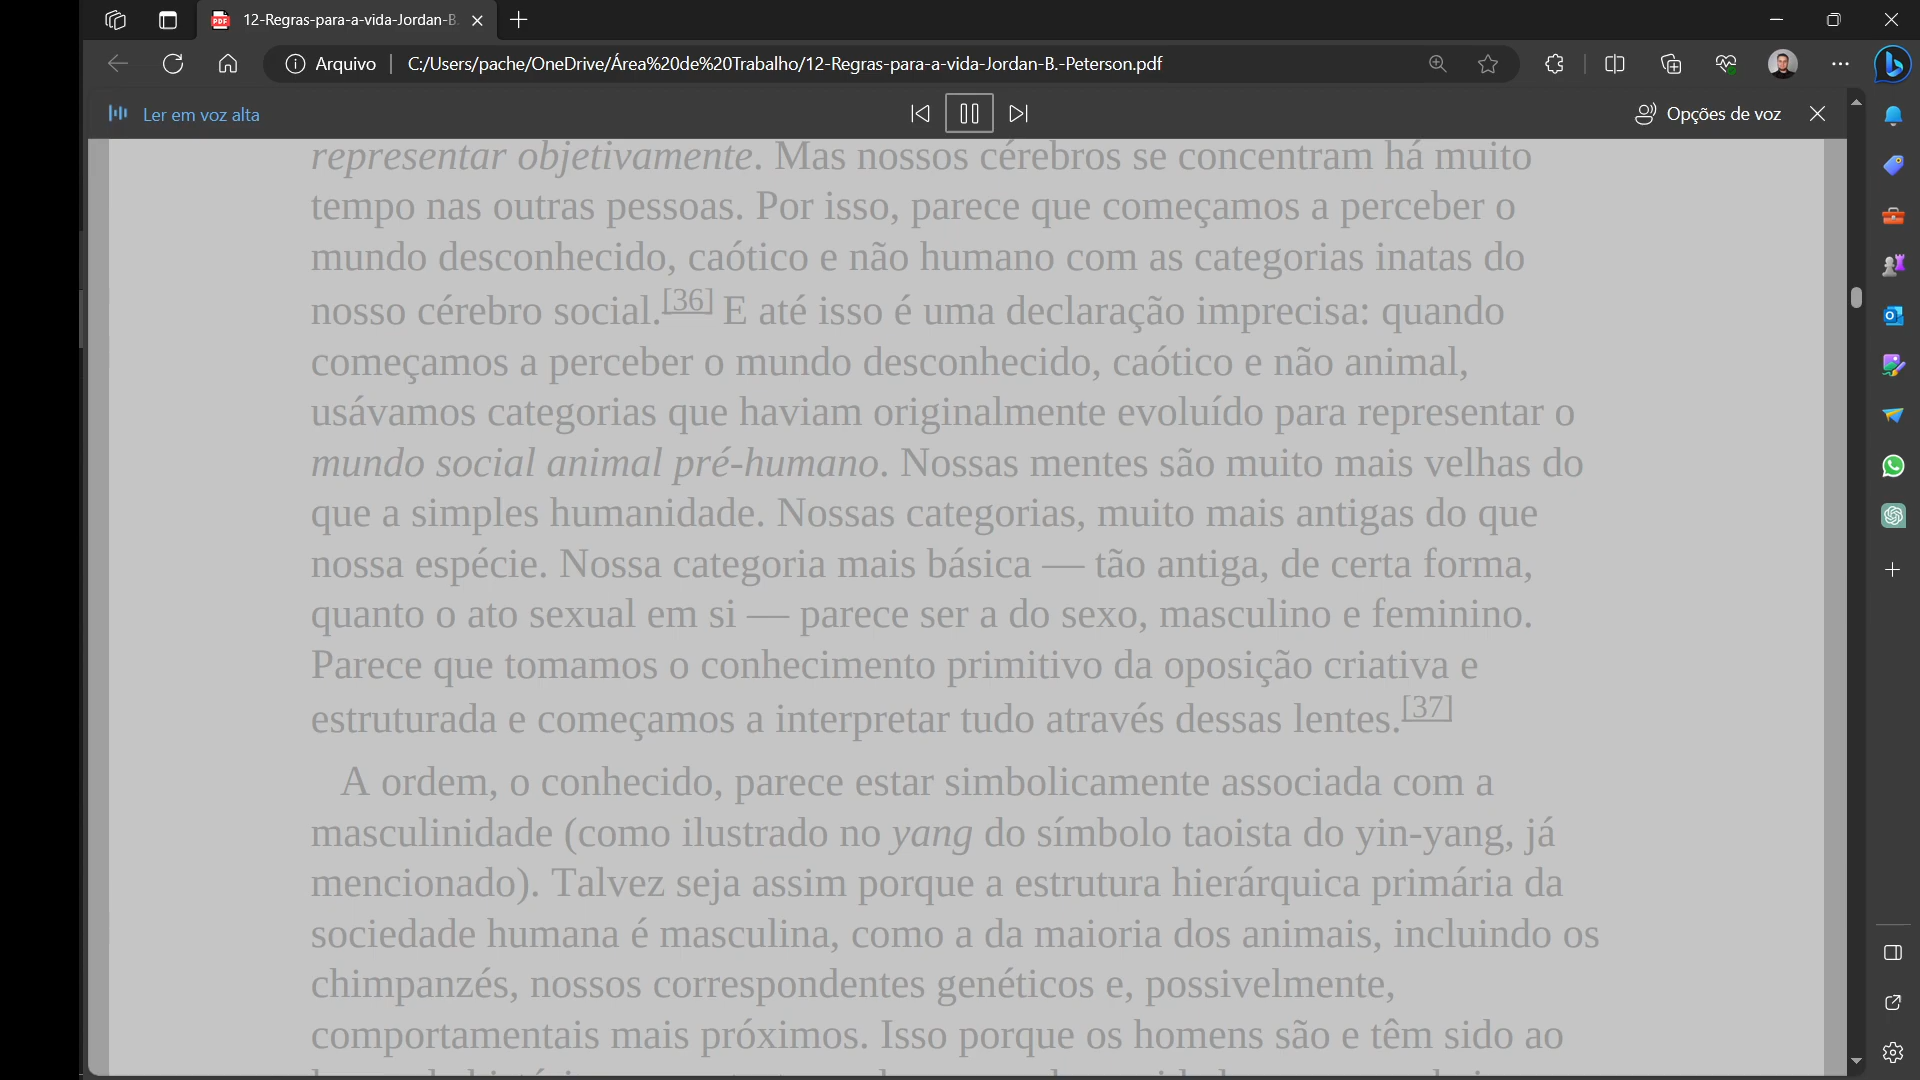 12-Regras-para-a-vida-Jordan-B.
Arquivo
C:/Users/pache/OneDrive/Área%20de%20Trabalho/12-Regras-para-a-vida-Jordan-B.-Peterson.pdf
Ler em voz alta
Opções de voz
representar objetivamente. Mas nossos cérebros se concentram há muito
tempo nas outras pessoas. Por isso, parece que começamos a perceber o
mundo desconhecido, caótico e não humano com as categorias inatas do
nosso cérebro social.[36] E até isso é uma declaração imprecisa: quando
começamos a perceber o mundo desconhecido, caótico e não animal,
usávamos categorias que haviam originalmente evoluído para representar o
mundo social animal pré-humano. Nossas mentes são muito mais velhas do
que a simples humanidade. Nossas categorias, muito mais antigas do que
nossa espécie. Nossa categoria mais básica — tão antiga, de certa forma,
quanto o ato sexual em si — parece ser a do sexo, masculino e feminino.
Parece que tomamos o conhecimento primitivo da oposição criativa e
estruturada e começamos a interpretar tudo através dessas lentes.[37]
A ordem, o conhecido, parece estar simbolicamente associada com a
masculinidade (como ilustrado no yang do símbolo taoista do yin-yang, já
mencionado). Talvez seja assim porque a estrutura hierárquica primária da
sociedade humana é masculina, como a da maioria dos animais, incluindo os
chimpanzés, nossos correspondentes genéticos e, possivelmente,
comportamentais mais próximos. Isso porque os homens são e têm sido ao